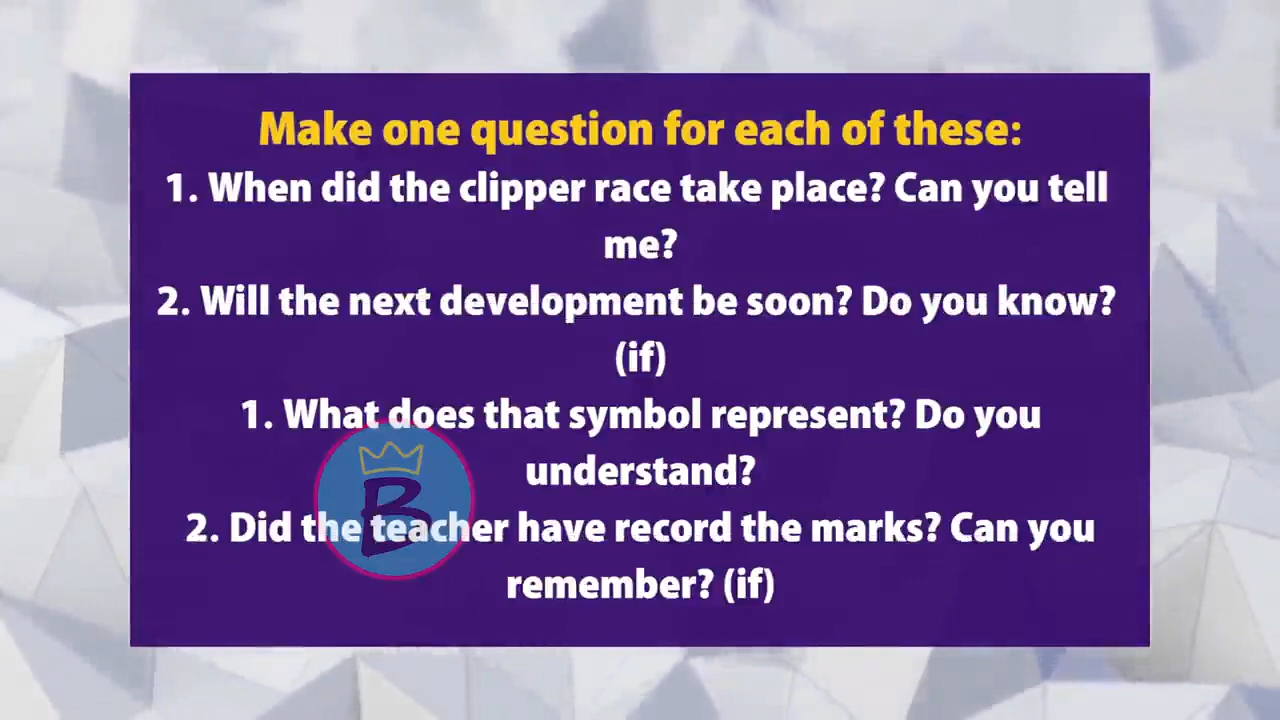 Make one question for each of these:
1. When did the clipper race take place? Can you tell
me?
2. Will the next development be soon? Do you know?
(if)
1. What does that symbol represent? Do you
understand?
2. Did the teacher have record the marks? Can you
remember? (if)
B